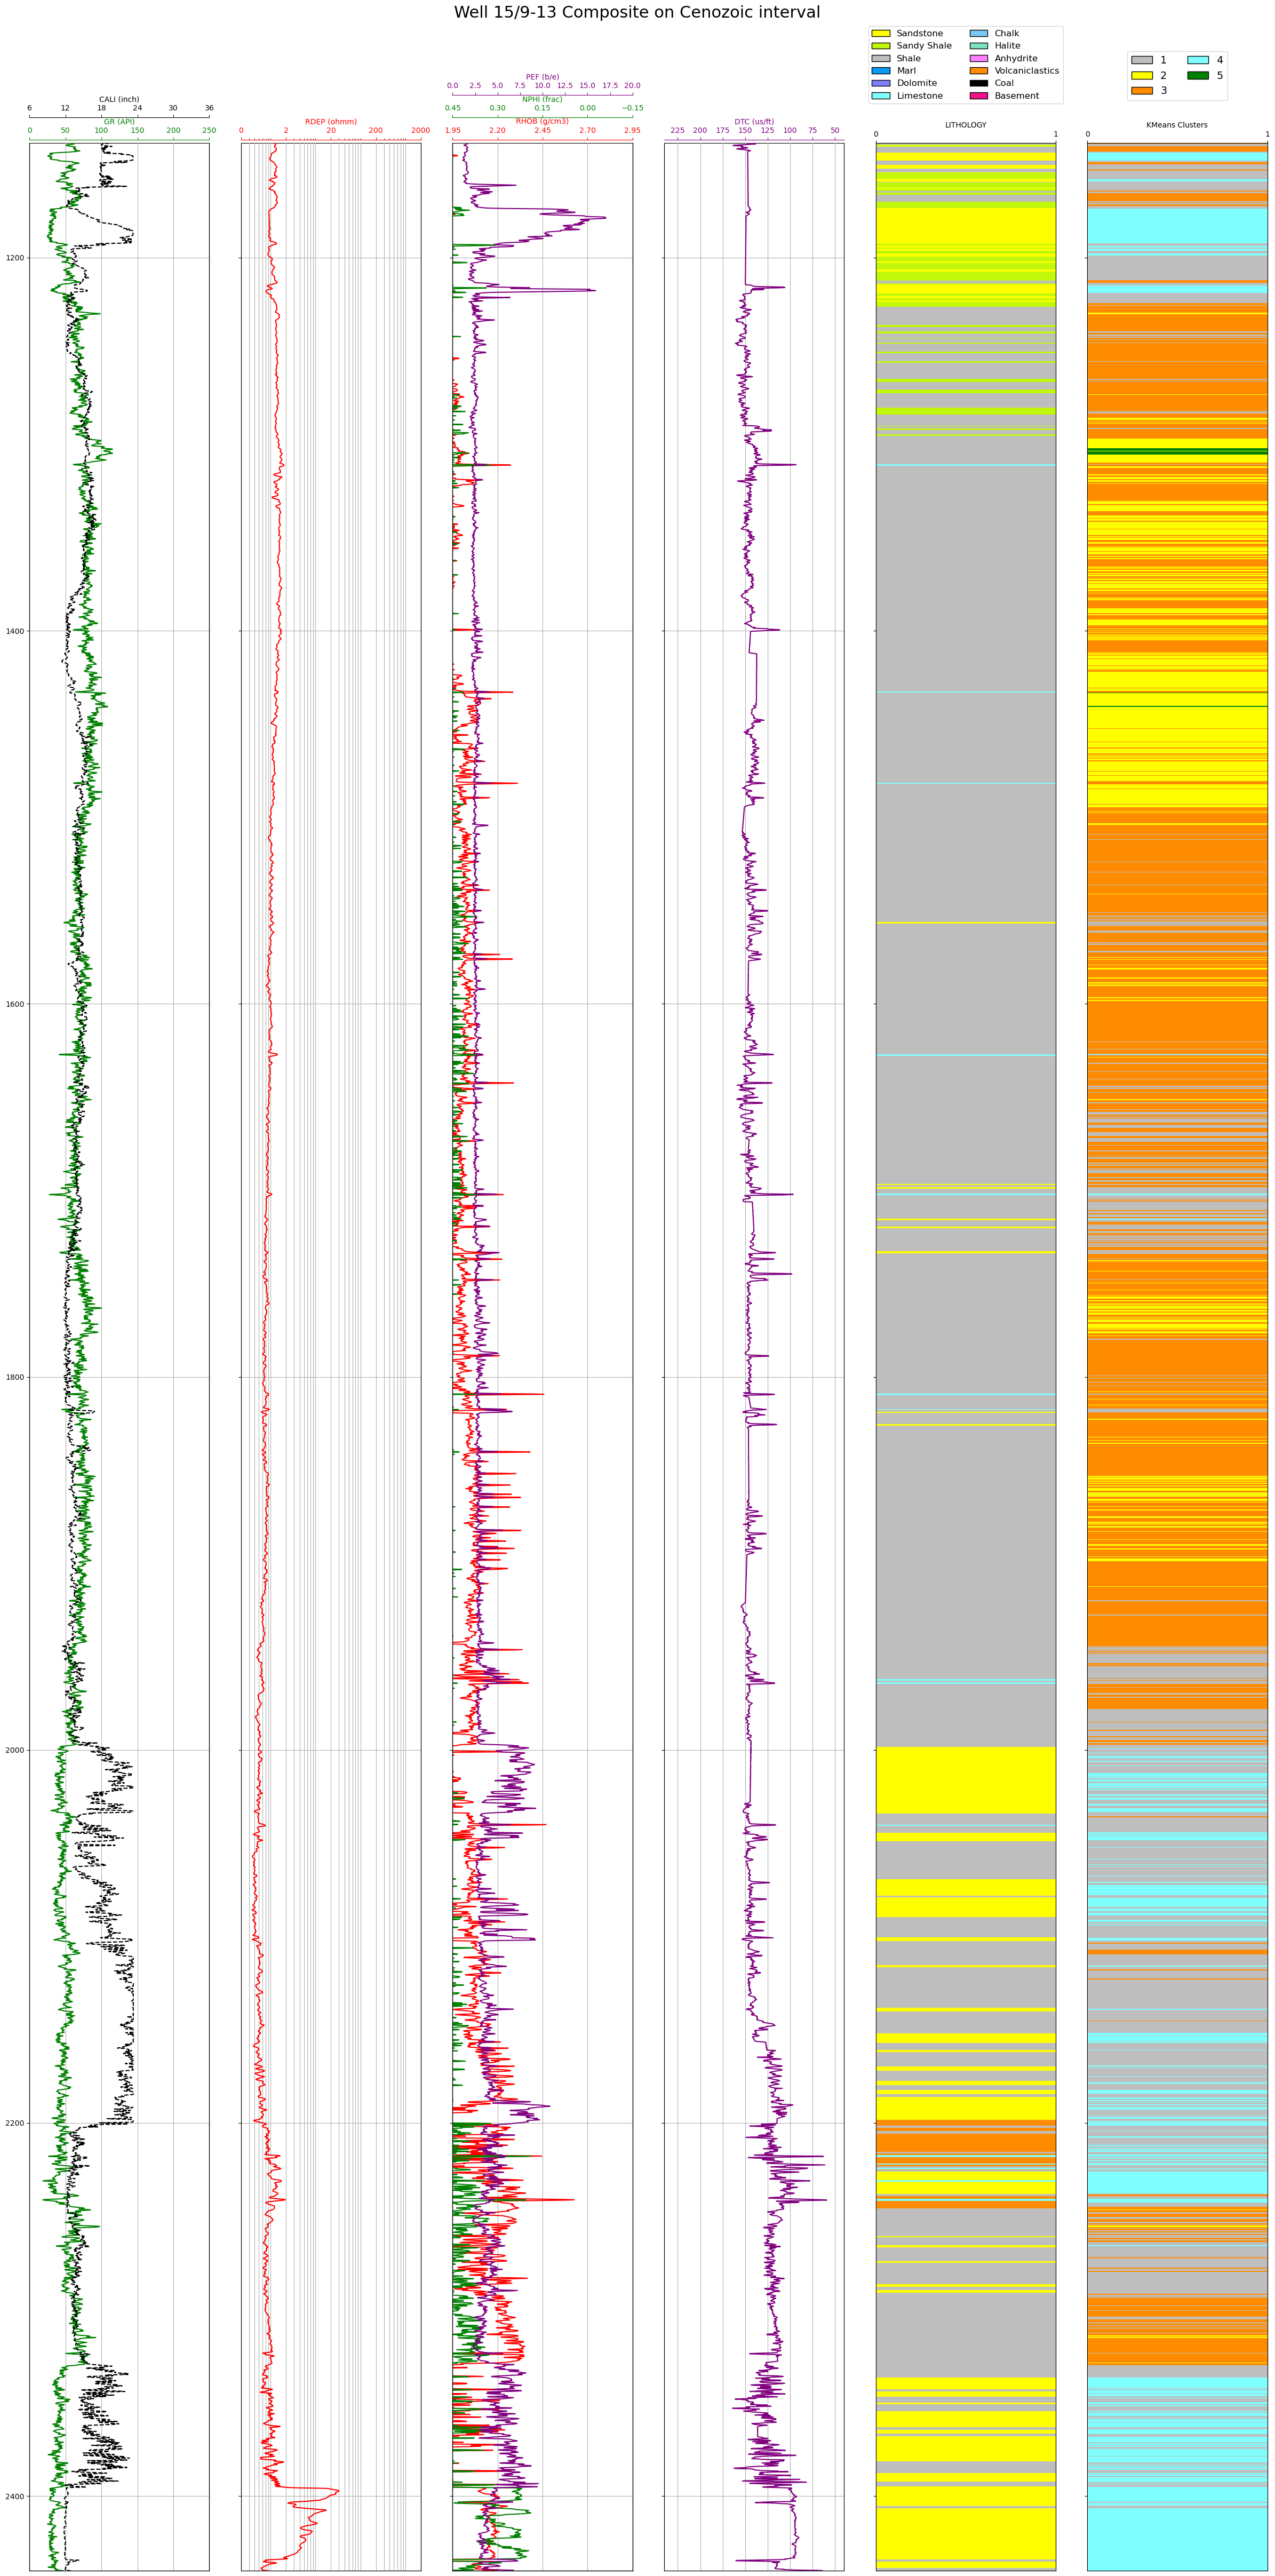 Well 15/9-13 Composite on Cenozoic interval
Sandstone Chalk
Sandy Shale Halite
Shale Anhydrite
Marl Volcaniclastics
Dolomite Coal
Limestone Basement
1 4
2 5
3
PEF (b/e)
0.0 2.5 5.0 7.5 10.0 12.5 15.0 17.5 20.0
CALI (inch) NPHI (frac)
6 12 18 24 30 36 0.45 0.30 0.15 0.00 −0.15
GR (API) RDEP (ohmm) RHOB (g/cm3) DTC (us/ft) LITHOLOGY KMeans Clusters
0 50 100 150 200 250 0 2 20 200 2000 1.95 2.20 2.45 2.70 2.95 225 200 175 150 125 100 75 50 0 1 0 1
1200
1400
1600
1800
2000
2200
2400